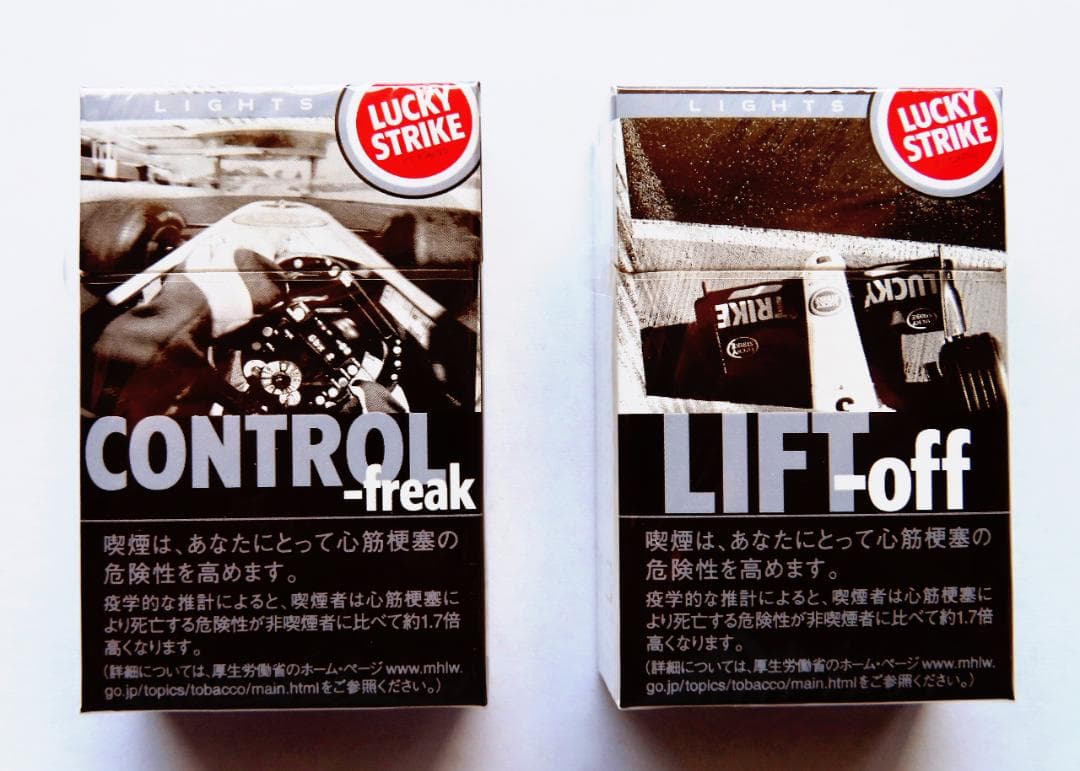 LIGHTS
LUCKY
STRIKE
CONTROL
-freak
喫煙は、あなたにとって心筋梗塞の
危険性を高めます。
疫学的な推計によると、喫煙者は心筋梗塞に
より死亡する危険性が非喫煙者に比べて約1.7倍
高くなります。
(詳細については、厚生労働省のホーム・ページ www.mhlw.
go.jp/topics/tobacco/main.htmlをご参照ください。)
LIGHTS
LUCKY
STRIKE
STRIKE
LUCKY
LIFT
-off
喫煙は、あなたにとって心筋梗塞の
危険性を高めます。
疫学的な推計によると、喫煙者は心筋梗塞に
より死亡する危険性が非喫煙者に比べて約1.7倍
高くなります。
(詳細については、厚生労働省のホーム・ページ www.mhlw.
go.jp/topics/tobacco/main.htmlをご参照ください。)